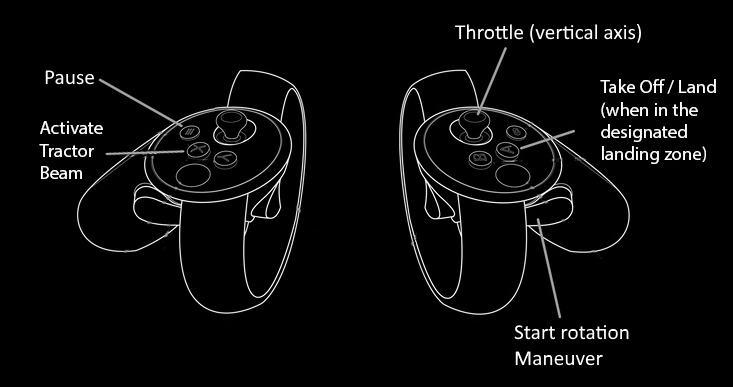 Throttle (vertical axis)
Pause
Take Off / Land
(when in the
designated
landing zone)
Activate
Tractor
Beam
X
Y
A
B
Start rotation
Maneuver